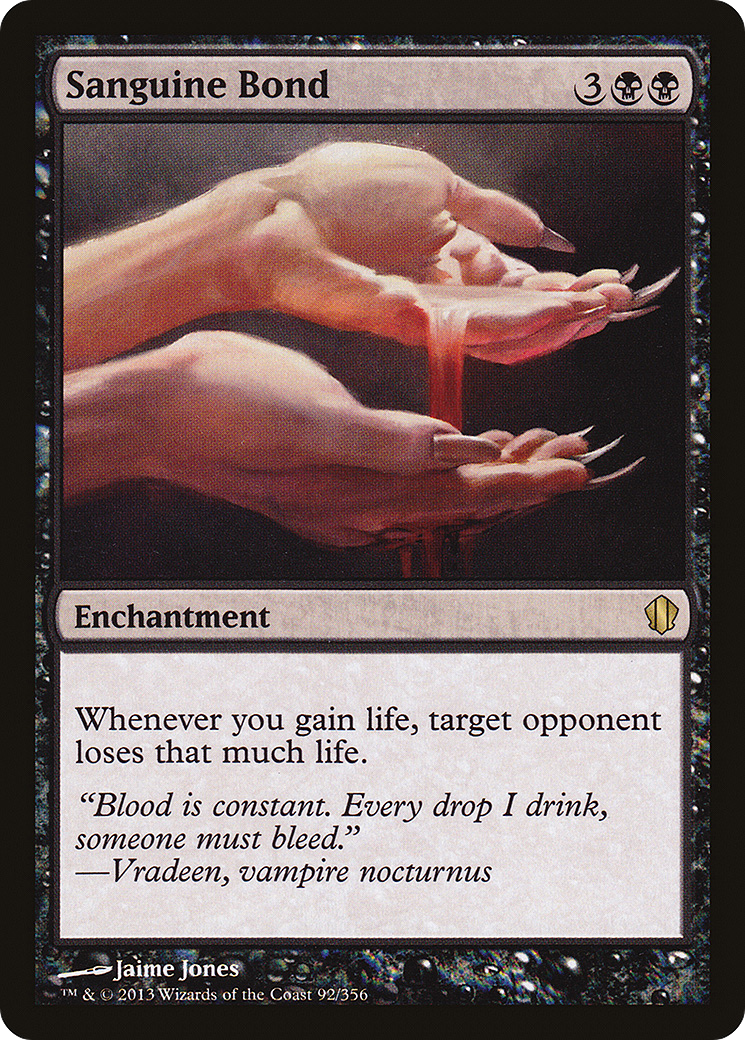 Sanguine Bond 3
Enchantment
Whenever you gain life, target opponent
loses that much life.
“Blood is constant. Every drop I drink,
someone must bleed.”
—Vradeen, vampire nocturnus
Jaime Jones
™ & © 2013 Wizards of the Coast 92/356